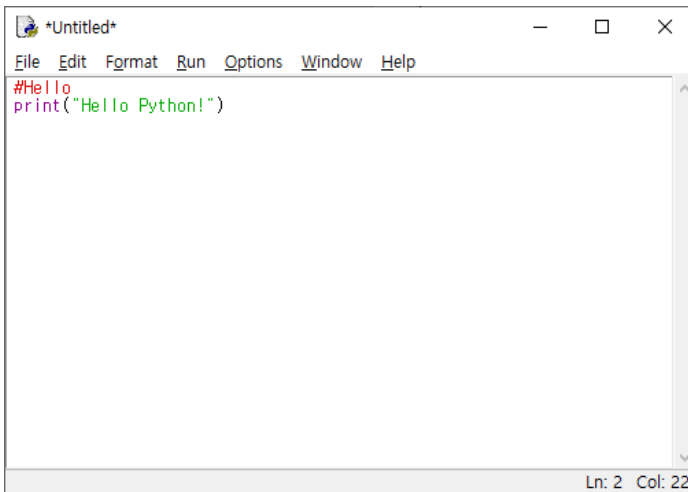 *Untitled*
File Edit Format Run Options Window Help
#Hello
print("Hello Python!")
Ln: 2 Col: 22